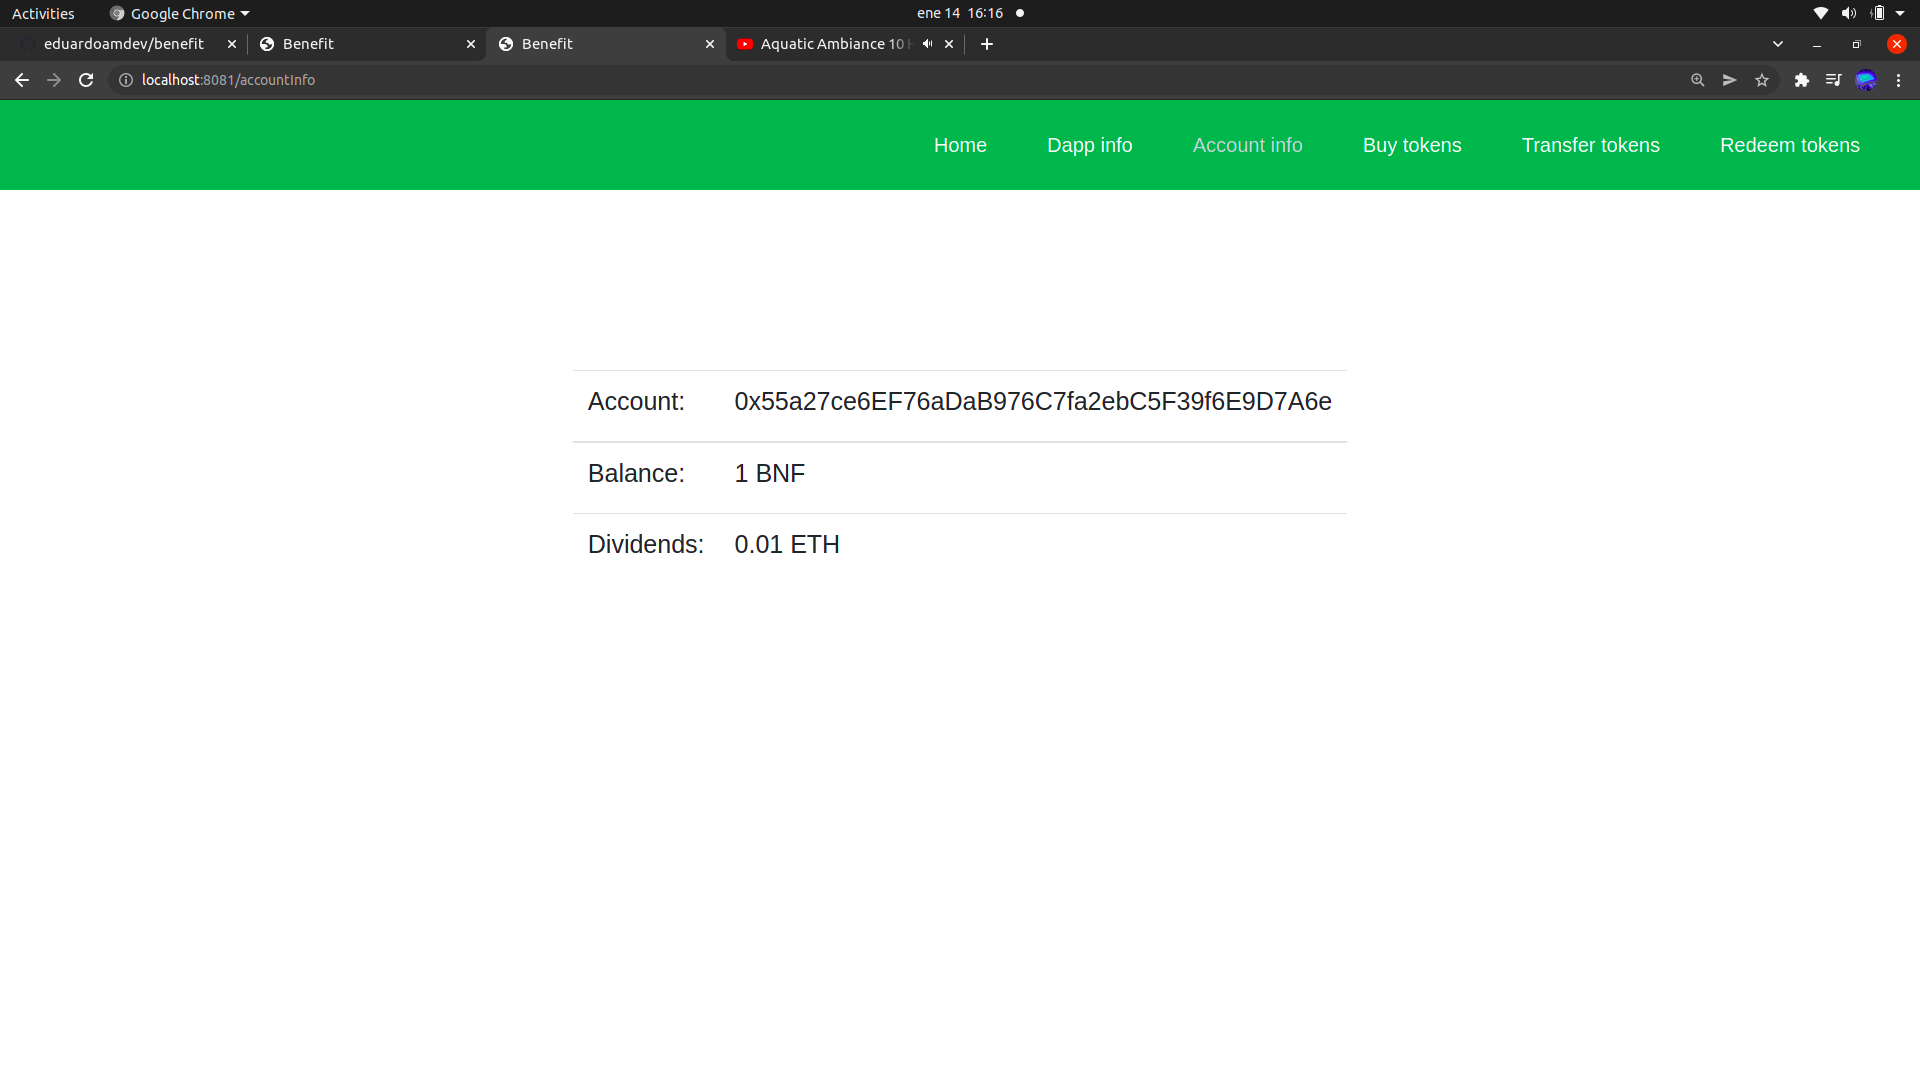 Activities Google Chrome ene 14 16:16
eduardoamdev/benefit Benefit Benefit Aquatic Ambiance 10
localhost:8081/accountInfo
Home Dapp info Account info Buy tokens Transfer tokens Redeem tokens
Account: 0x55a27ce6EF76aDaB976C7fa2ebC5F39f6E9D7A6e
Balance: 1 BNF
Dividends: 0.01 ETH